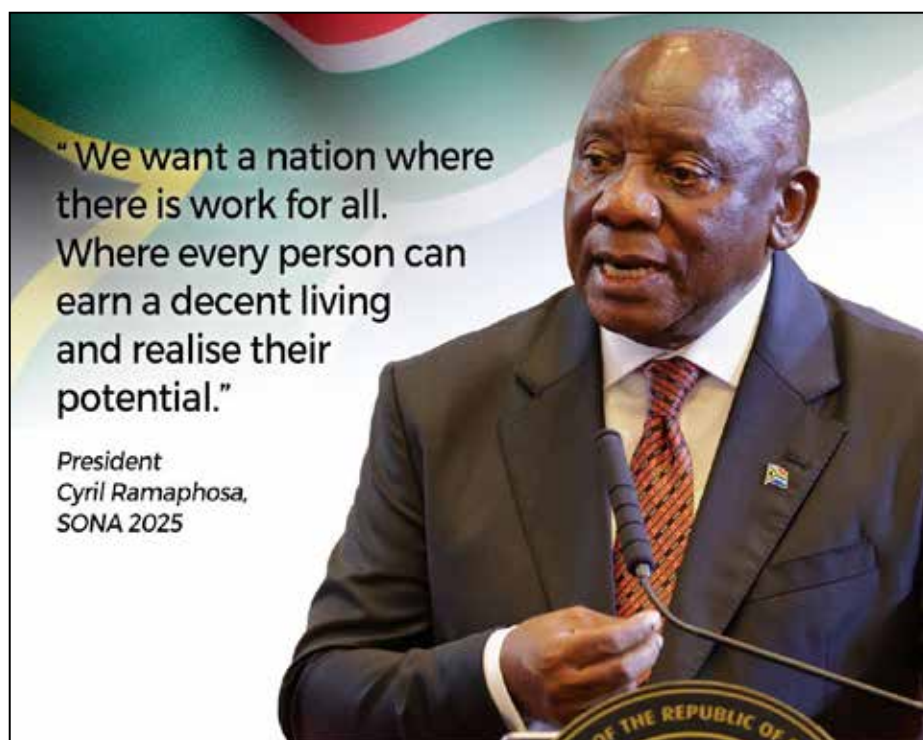 “We want a nation where
there is work for all.
Where every person can
earn a decent living
and realise their
potential.”
President
Cyril Ramaphosa,
SONA 2025
OF THE REPUBLIC OF